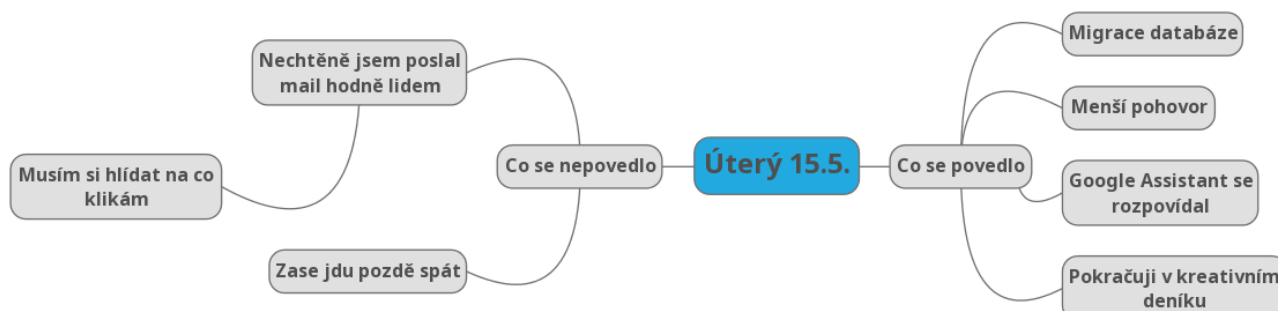 Nechtěně jsem poslal
mail hodně lidem
Musím si hlídat na co
klikám
Co se nepovedlo
Zase jdu pozdě spát
Úterý 15.5.
Co se povedlo
Migrace databáze
Menší pohovor
Google Assistant se
rozpovídal
Pokračuji v kreativním
deníku